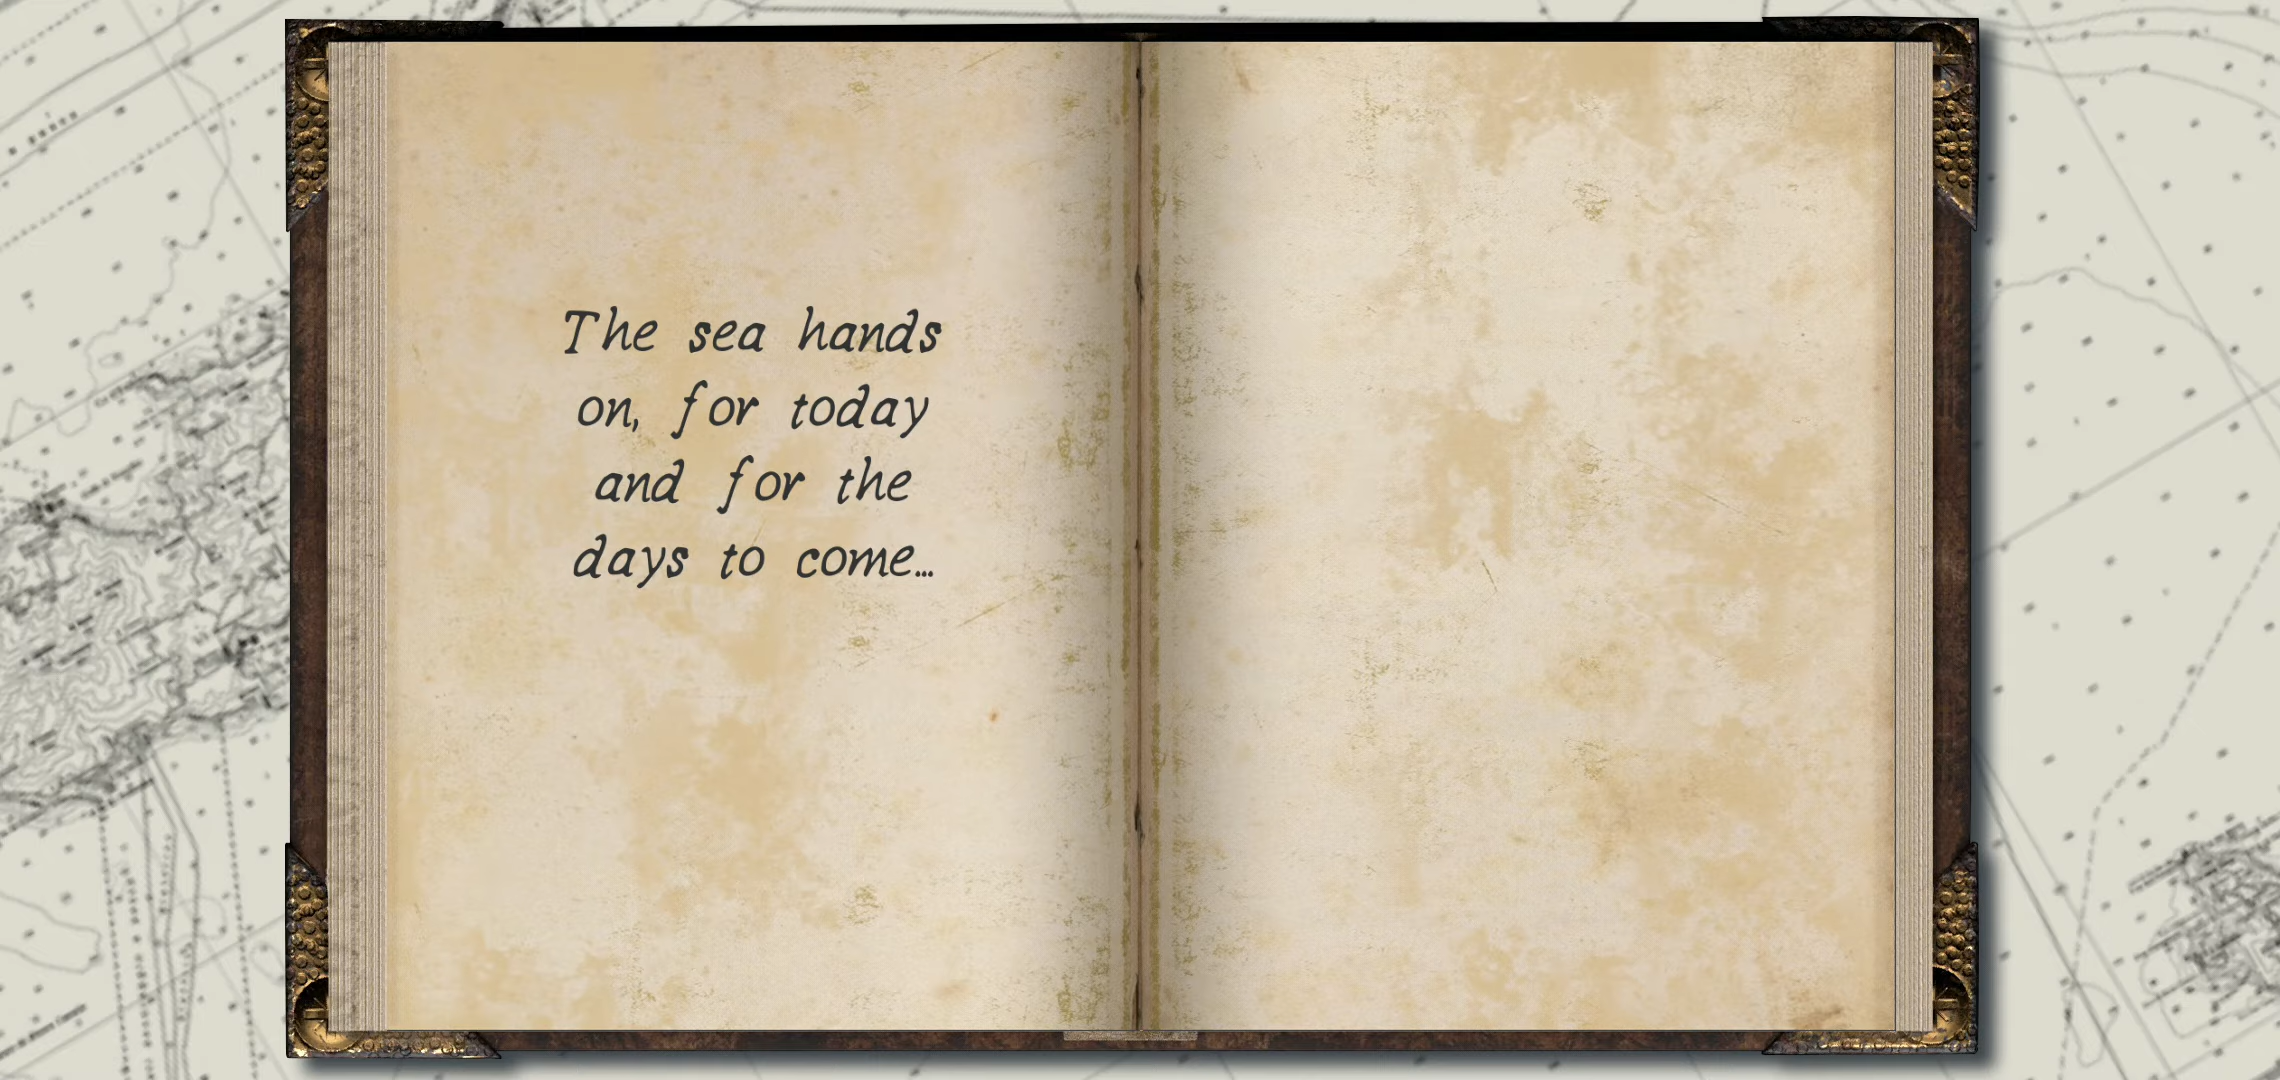 The sea hands
on, for today
and for the
days to come...